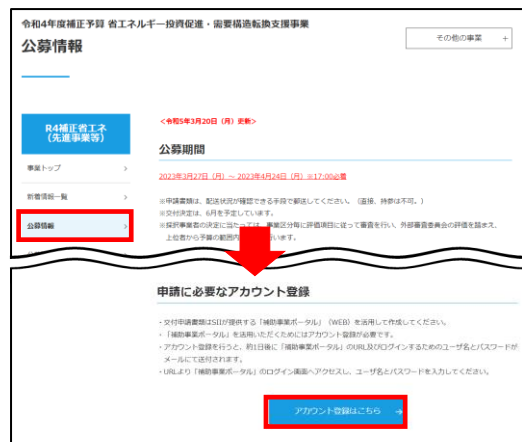 令和4年度補正予算 省エネルギー投資促進・需要構造転換支援事業
公募情報
その他の事業 +
R4補正省エネ
（先進事業等）
事業トップ >
新着情報一覧 >
公募情報 >
＜令和5年3月20日（月）更新＞
公募期間
2023年3月27日（月）～ 2023年4月24日（月）※17:00必着
※申請書類は、配送状況が確認できる手段で郵送してください。（直接、持参は不可。）
※交付決定は、6月を予定しています。
※採択事業者の決定に当たっては、事業区分毎に評価項目に従って審査を行い、外部審査委員会の評価を踏まえ、
上位者から予算の範囲内 います。
申請に必要なアカウント登録
・交付申請書類はSIIが提供する「補助事業ポータル」（WEB）を活用して作成してください。
・「補助事業ポータル」を活用いただくためにはアカウント登録が必要です。
・アカウント登録を行うと、約1日後に「補助事業ポータル」のURL及びログインするためのユーザ名とパスワードが
メールにて送付されます。
・URLより「補助事業ポータル」のログイン画面へアクセスし、ユーザ名とパスワードを入力してください。
アカウント登録はこちら →